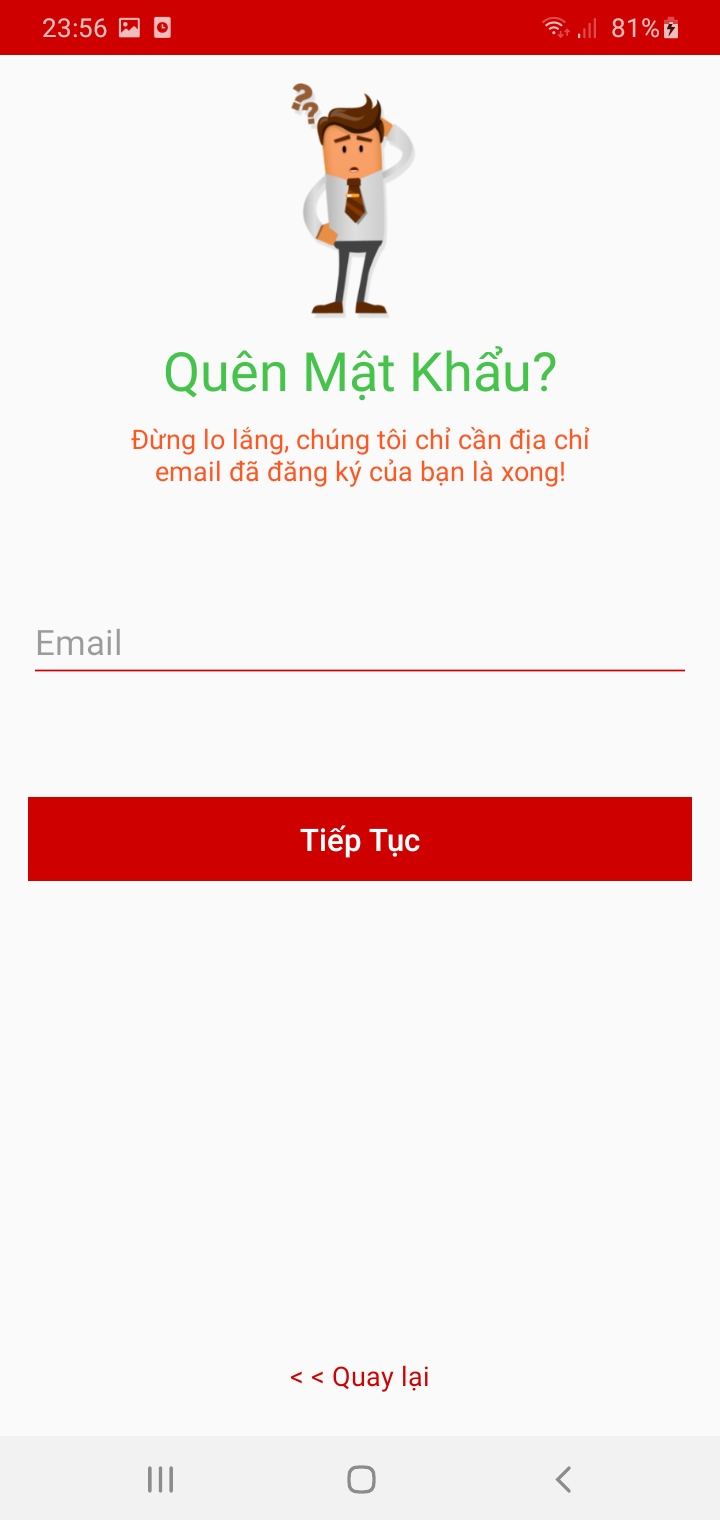 23:56
81%
??
Quên Mật Khẩu?
Đừng lo lắng, chúng tôi chỉ cần địa chỉ
email đã đăng ký của bạn là xong!
Email
Tiếp Tục
< < Quay lại